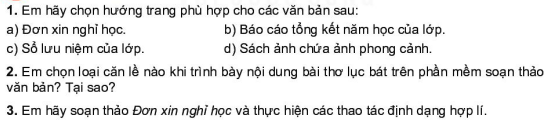 1. Em hãy chọn hướng trang phù hợp cho các văn bản sau:
a) Đơn xin nghỉ học. b) Báo cáo tổng kết năm học của lớp.
c) Sổ lưu niệm của lớp. d) Sách ảnh chứa ảnh phong cảnh.
2. Em chọn loại căn lề nào khi trình bày nội dung bài thơ lục bát trên phần mềm soạn thảo
văn bản? Tại sao?
3. Em hãy soạn thảo Đơn xin nghỉ học và thực hiện các thao tác định dạng hợp lí.